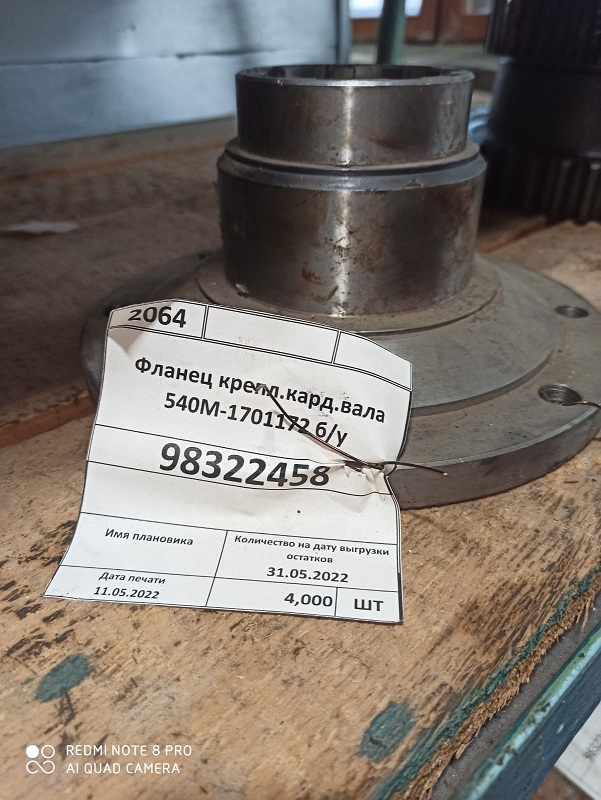 2064
Фланец крепл.кард.вала
540М-1701172 б/у
98322458
Имя плановика
Количество на дату выгрузки
остатков
31.05.2022
Дата печати
11.05.2022
4,000
ШТ
REDMI NOTE 8 PRO
AI QUAD CAMERA